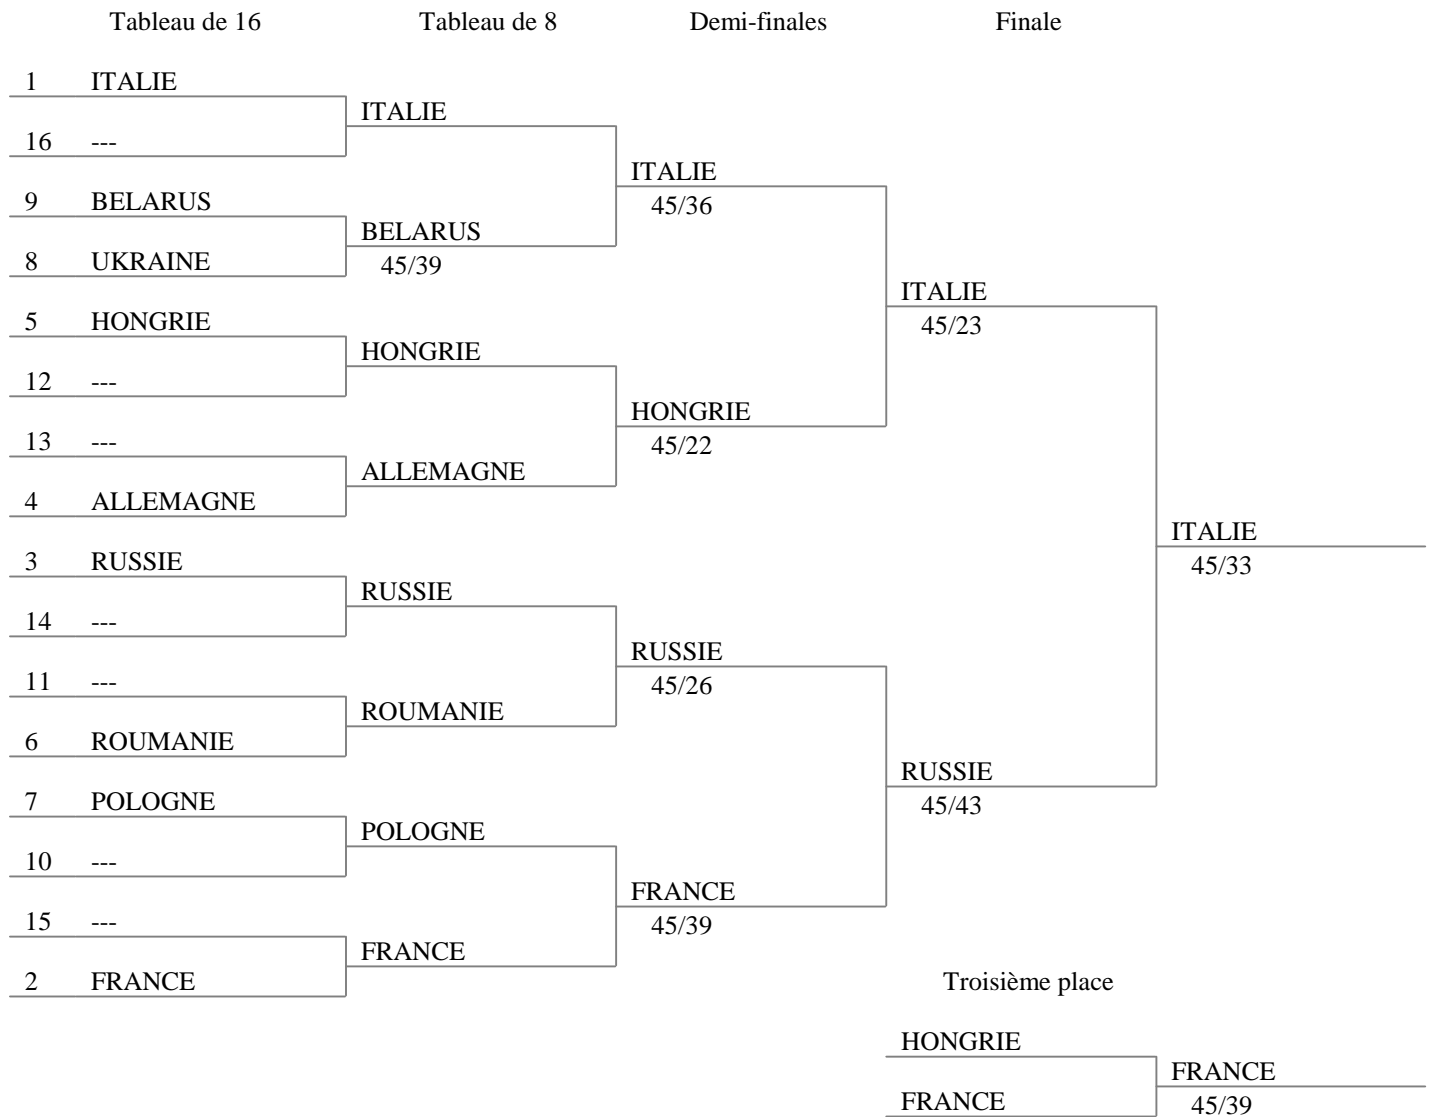 Tableau de 16 Tableau de 8 Demi-finales Finale
1 ITALIE
ITALIE
16 ---
ITALIE
45/36
9 BELARUS
BELARUS
45/39
8 UKRAINE
ITALIE
45/23
5 HONGRIE
HONGRIE
12 ---
HONGRIE
45/22
13 ---
ALLEMAGNE
4 ALLEMAGNE
ITALIE
45/33
3 RUSSIE
RUSSIE
14 ---
RUSSIE
45/26
11 ---
ROUMANIE
6 ROUMANIE
RUSSIE
45/43
7 POLOGNE
POLOGNE
10 ---
FRANCE
45/39
15 ---
FRANCE
2 FRANCE
Troisième place
HONGRIE
FRANCE
45/39
FRANCE